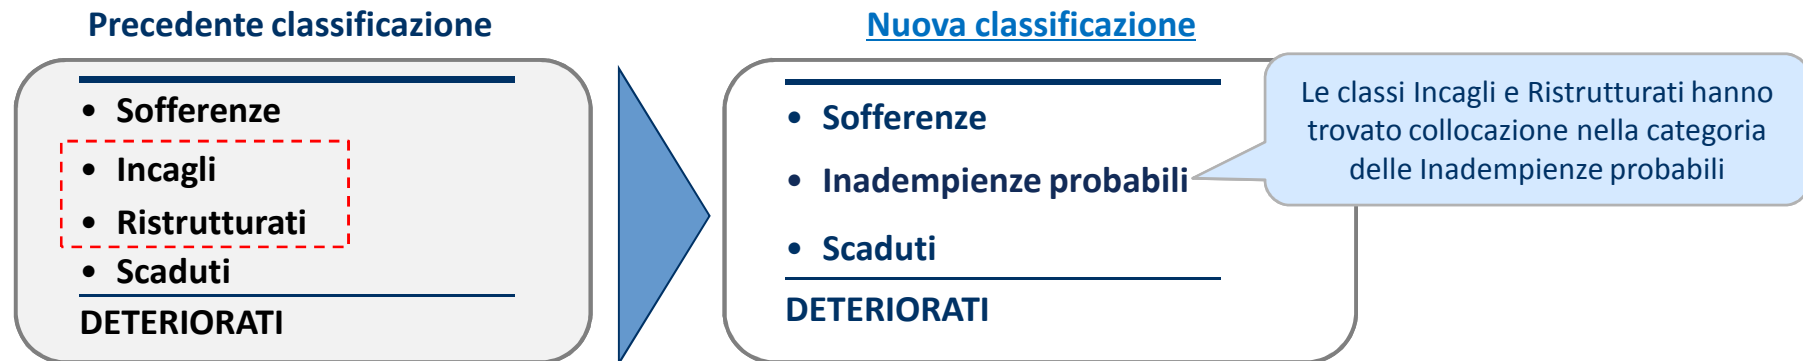 Precedente classificazione
• Sofferenze
• Incagli
• Ristrutturati
• Scaduti
DETERIORATI
Nuova classificazione
• Sofferenze
• Inadempienze probabili
• Scaduti
DETERIORATI
Le classi Incagli e Ristrutturati hanno
trovato collocazione nella categoria
delle Inadempienze probabili